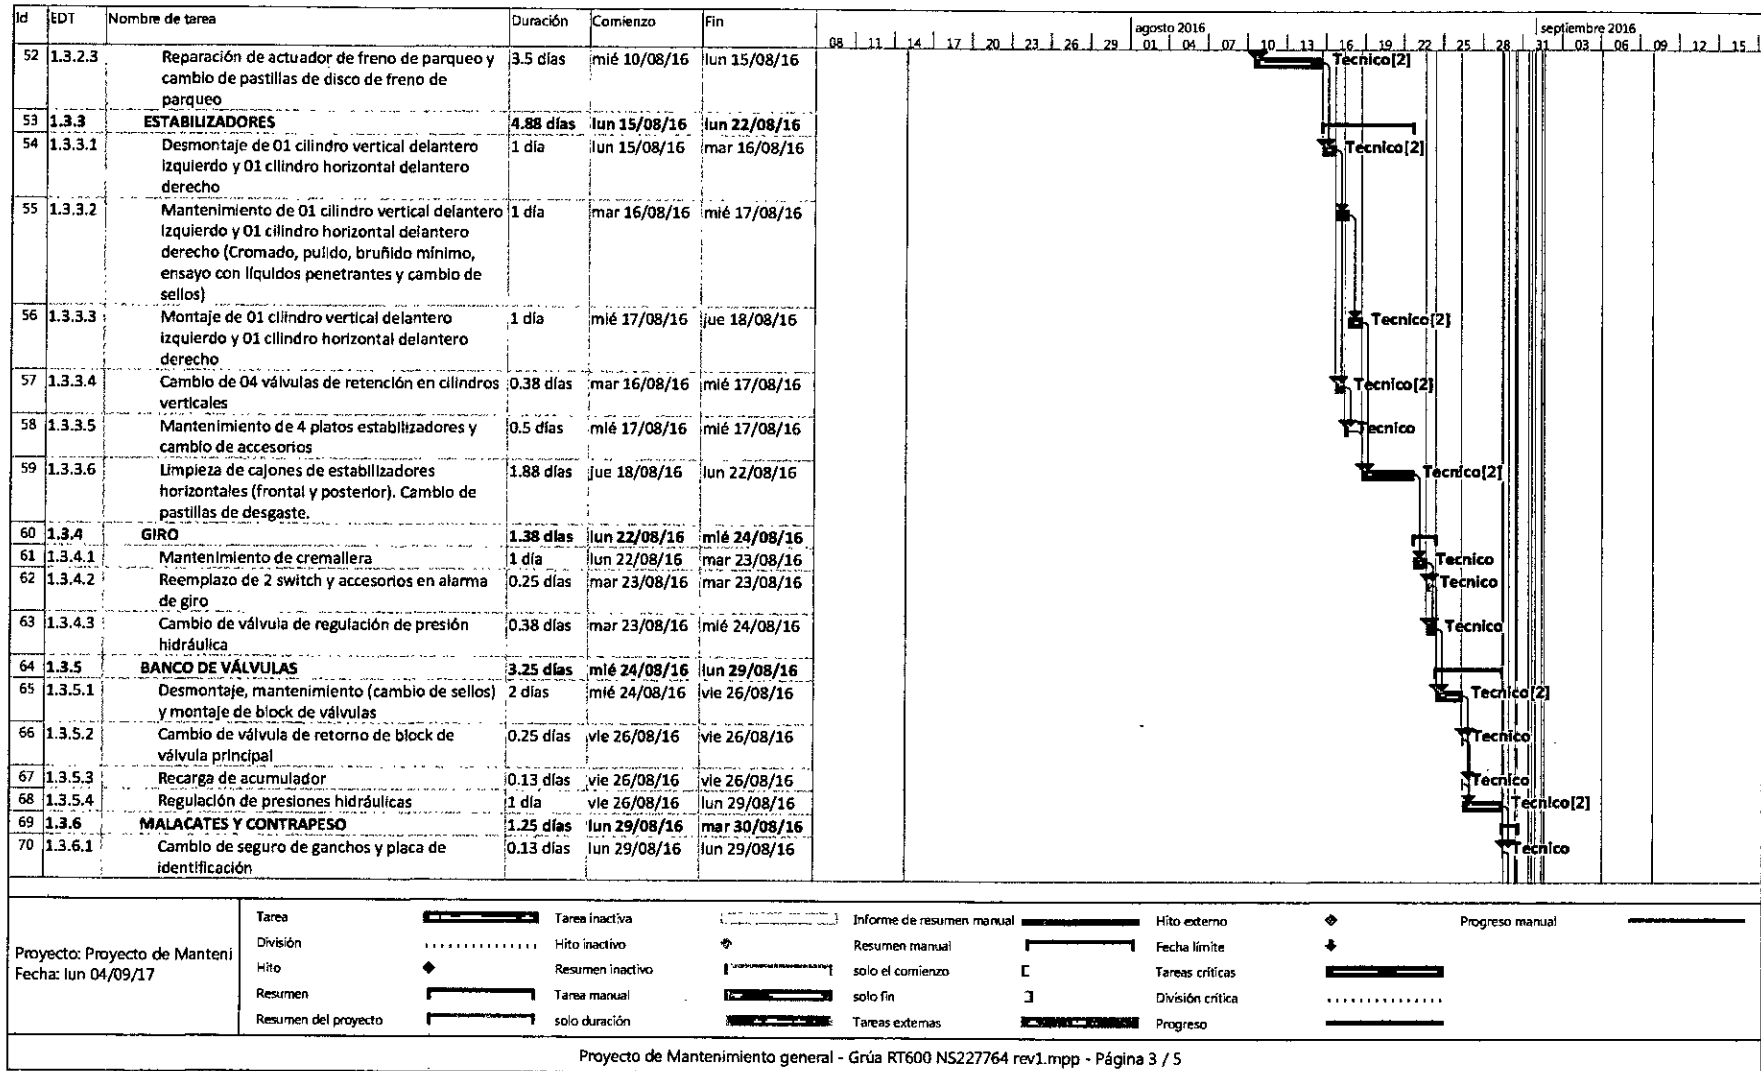 Id EDT Nombre de tarea Duración Comienzo Fin
agosto 2016 septiembre 2016
08 11 14 17 20 23 26 29 01 04 07 10 13 16 19 22 25 28 31 03 06 09 12 15
52 1.3.2.3 Reparación de actuador de freno de parqueo y 3.5 días mié 10/08/16 lun 15/08/16 Tecnico[2]
cambio de pastillas de disco de freno de
parqueo
53 1.3.3 ESTABILIZADORES 4.88 días lun 15/08/16 lun 22/08/16
54 1.3.3.1 Desmontaje de 01 cilindro vertical delantero 1 día lun 15/08/16 mar 16/08/16 Tecnico[2]
izquierdo y 01 cilindro horizontal delantero
derecho
55 1.3.3.2 Mantenimiento de 01 cilindro vertical delantero 1 día mar 16/08/16 mié 17/08/16
izquierdo y 01 cilindro horizontal delantero
derecho (Cromado, pulido, bruñido mínimo,
ensayo con líquidos penetrantes y cambio de
sellos)
56 1.3.3.3 Montaje de 01 cilindro vertical delantero 1 día mié 17/08/16 jue 18/08/16 Tecnico[2]
izquierdo y 01 cilindro horizontal delantero
derecho
57 1.3.3.4 Cambio de 04 válvulas de retención en cilindros 0.38 días mar 16/08/16 mié 17/08/16 Tecnico[2]
verticales
58 1.3.3.5 Mantenimiento de 4 platos estabilizadores y 0.5 días mié 17/08/16 mié 17/08/16 Tecnico
cambio de accesorios
59 1.3.3.6 Limpieza de cajones de estabilizadores 1.88 días jue 18/08/16 lun 22/08/16 Tecnico[2]
horizontales (frontal y posterior). Cambio de
pastillas de desgaste.
60 1.3.4 GIRO 1.38 días lun 22/08/16 mié 24/08/16
61 1.3.4.1 Mantenimiento de cremallera 1 día lun 22/08/16 mar 23/08/16 Tecnico
62 1.3.4.2 Reemplazo de 2 switch y accesorios en alarma 0.25 días mar 23/08/16 mar 23/08/16 Tecnico
de giro
63 1.3.4.3 Cambio de válvula de regulación de presión 0.38 días mar 23/08/16 mié 24/08/16 Tecnico
hidráulica
64 1.3.5 BANCO DE VÁLVULAS 3.25 días mié 24/08/16 lun 29/08/16
65 1.3.5.1 Desmontaje, mantenimiento (cambio de sellos) 2 días mié 24/08/16 vie 26/08/16 Tecnico[2]
y montaje de block de válvulas
66 1.3.5.2 Cambio de válvula de retorno de block de 0.25 días vie 26/08/16 vie 26/08/16 Tecnico
válvula principal
67 1.3.5.3 Recarga de acumulador 0.13 días vie 26/08/16 vie 26/08/16 Tecnico
68 1.3.5.4 Regulación de presiones hidráulicas 1 día vie 26/08/16 lun 29/08/16 Tecnico[2]
69 1.3.6 MALACATES Y CONTRAPESO 1.25 días lun 29/08/16 mar 30/08/16
70 1.3.6.1 Cambio de seguro de ganchos y placa de 0.13 días lun 29/08/16 lun 29/08/16 Tecnico
identificación
Proyecto: Proyecto de Manteni
Fecha: lun 04/09/17
Tarea Tarea inactiva Informe de resumen manual Hito externo Progreso manual
División Hito inactivo Resumen manual Fecha límite
Hito Resumen inactivo solo el comienzo Tareas críticas
Resumen Tarea manual solo fin División crítica
Resumen del proyecto solo duración Tareas externas Progreso
Proyecto de Mantenimiento general - Grúa RT600 NS227764 rev1.mpp - Página 3 / 5